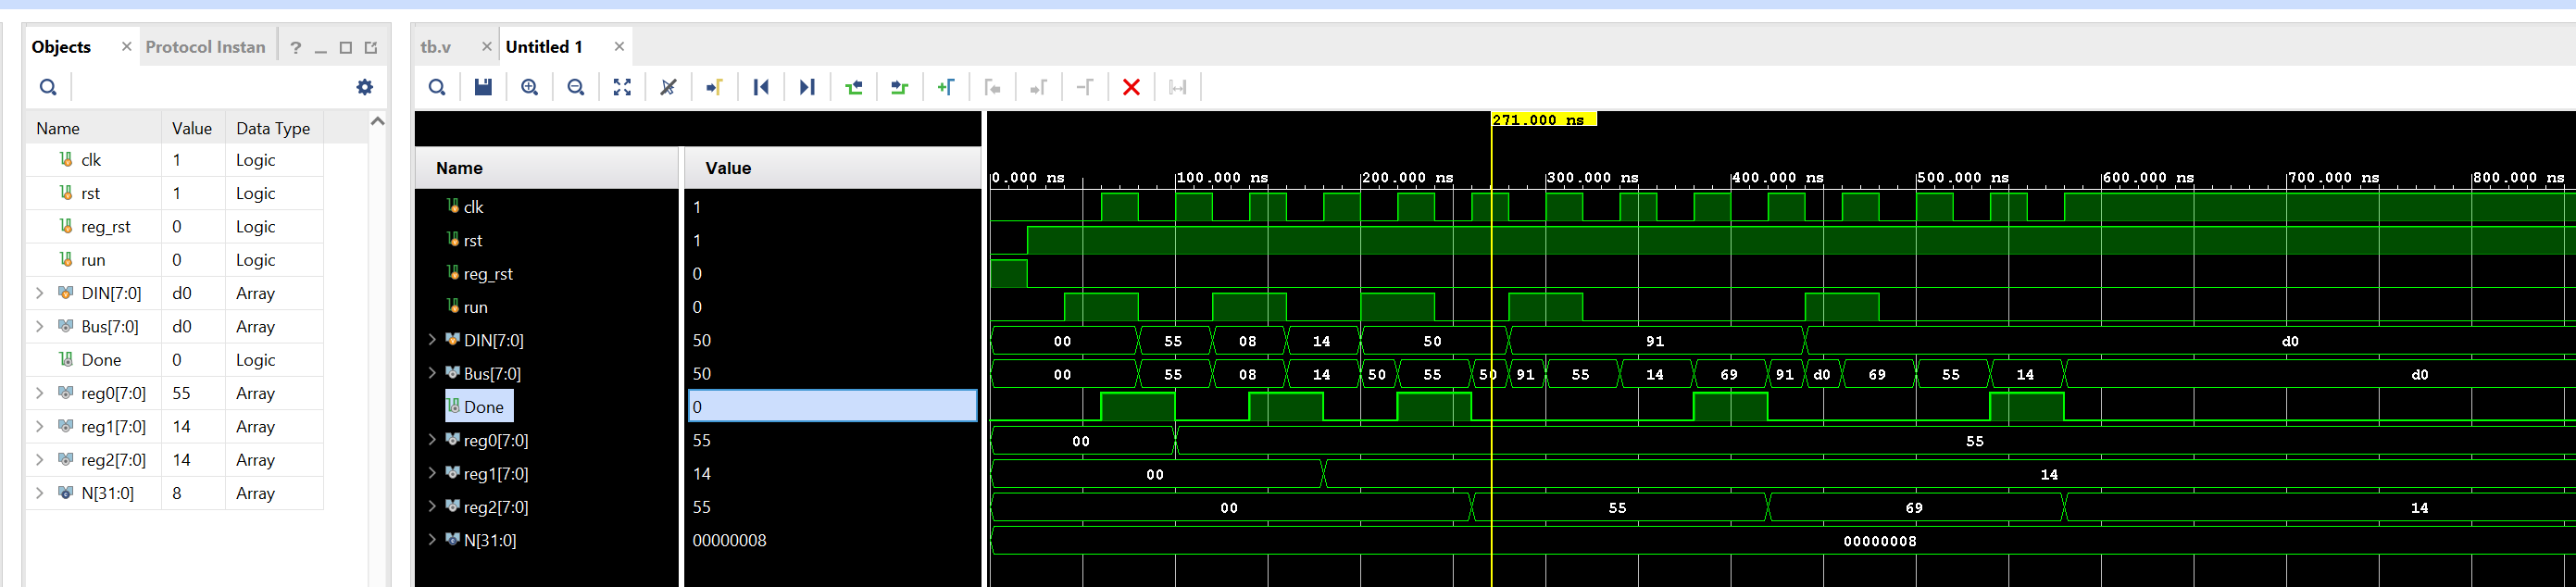 Objects × Protocol Instan ?
tb.v × Untitled 1 ×
Name Value Data Type
clk 1 Logic
rst 1 Logic
reg_rst 0 Logic
run 0 Logic
DIN[7:0] d0 Array
Bus[7:0] d0 Array
Done 0 Logic
reg0[7:0] 55 Array
reg1[7:0] 14 Array
reg2[7:0] 14 Array
N[31:0] 8 Array
271.000 ns
Name Value
0.000 ns 100.000 ns 200.000 ns 300.000 ns 400.000 ns 500.000 ns 600.000 ns 700.000 ns 800.000 ns
clk 1
rst 1
reg_rst 0
run 0
DIN[7:0] 50 00 55 08 14 50 91 d0
Bus[7:0] 50 00 55 08 14 50 55 50 91 55 14 69 91 d0 69 55 14 d0
Done 0
reg0[7:0] 55 00 55
reg1[7:0] 14 00 14
reg2[7:0] 55 00 55 69 14
N[31:0] 00000008 00000008